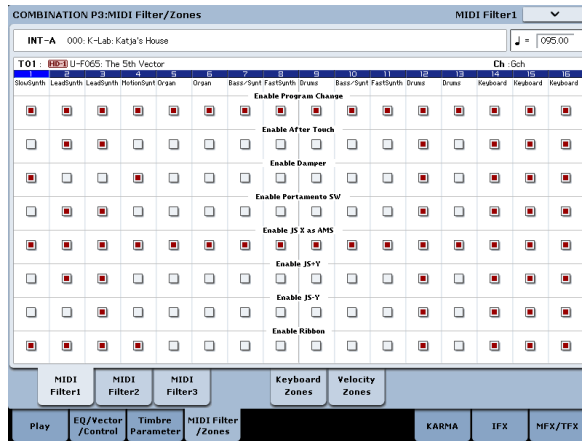 COMBINATION P3:MIDI Filter/Zones MIDI Filter1
INT-A 000: K-Lab: Katja's House ♩ = 095.00
T01 : HD-1 U-F065: The 5th Vector Ch :Gch
1 2 3 4 5 6 7 8 9 10 11 12 13 14 15 16
SlowSynth LeadSynth LeadSynth MotionSynt Organ Organ Bass/Synt FastSynth Drums Bass/Synt FastSynth Drums Drums Keyboard Keyboard Keyboard
Enable Program Change
Enable After Touch
Enable Damper
Enable Portamento SW
Enable JS X as AMS
Enable JS+Y
Enable JS-Y
Enable Ribbon
MIDI Filter1 MIDI Filter2 MIDI Filter3 Keyboard Zones Velocity Zones
Play EQ/Vector /Control Timbre Parameter MIDI Filter /Zones KARMA IFX MFX/TFX